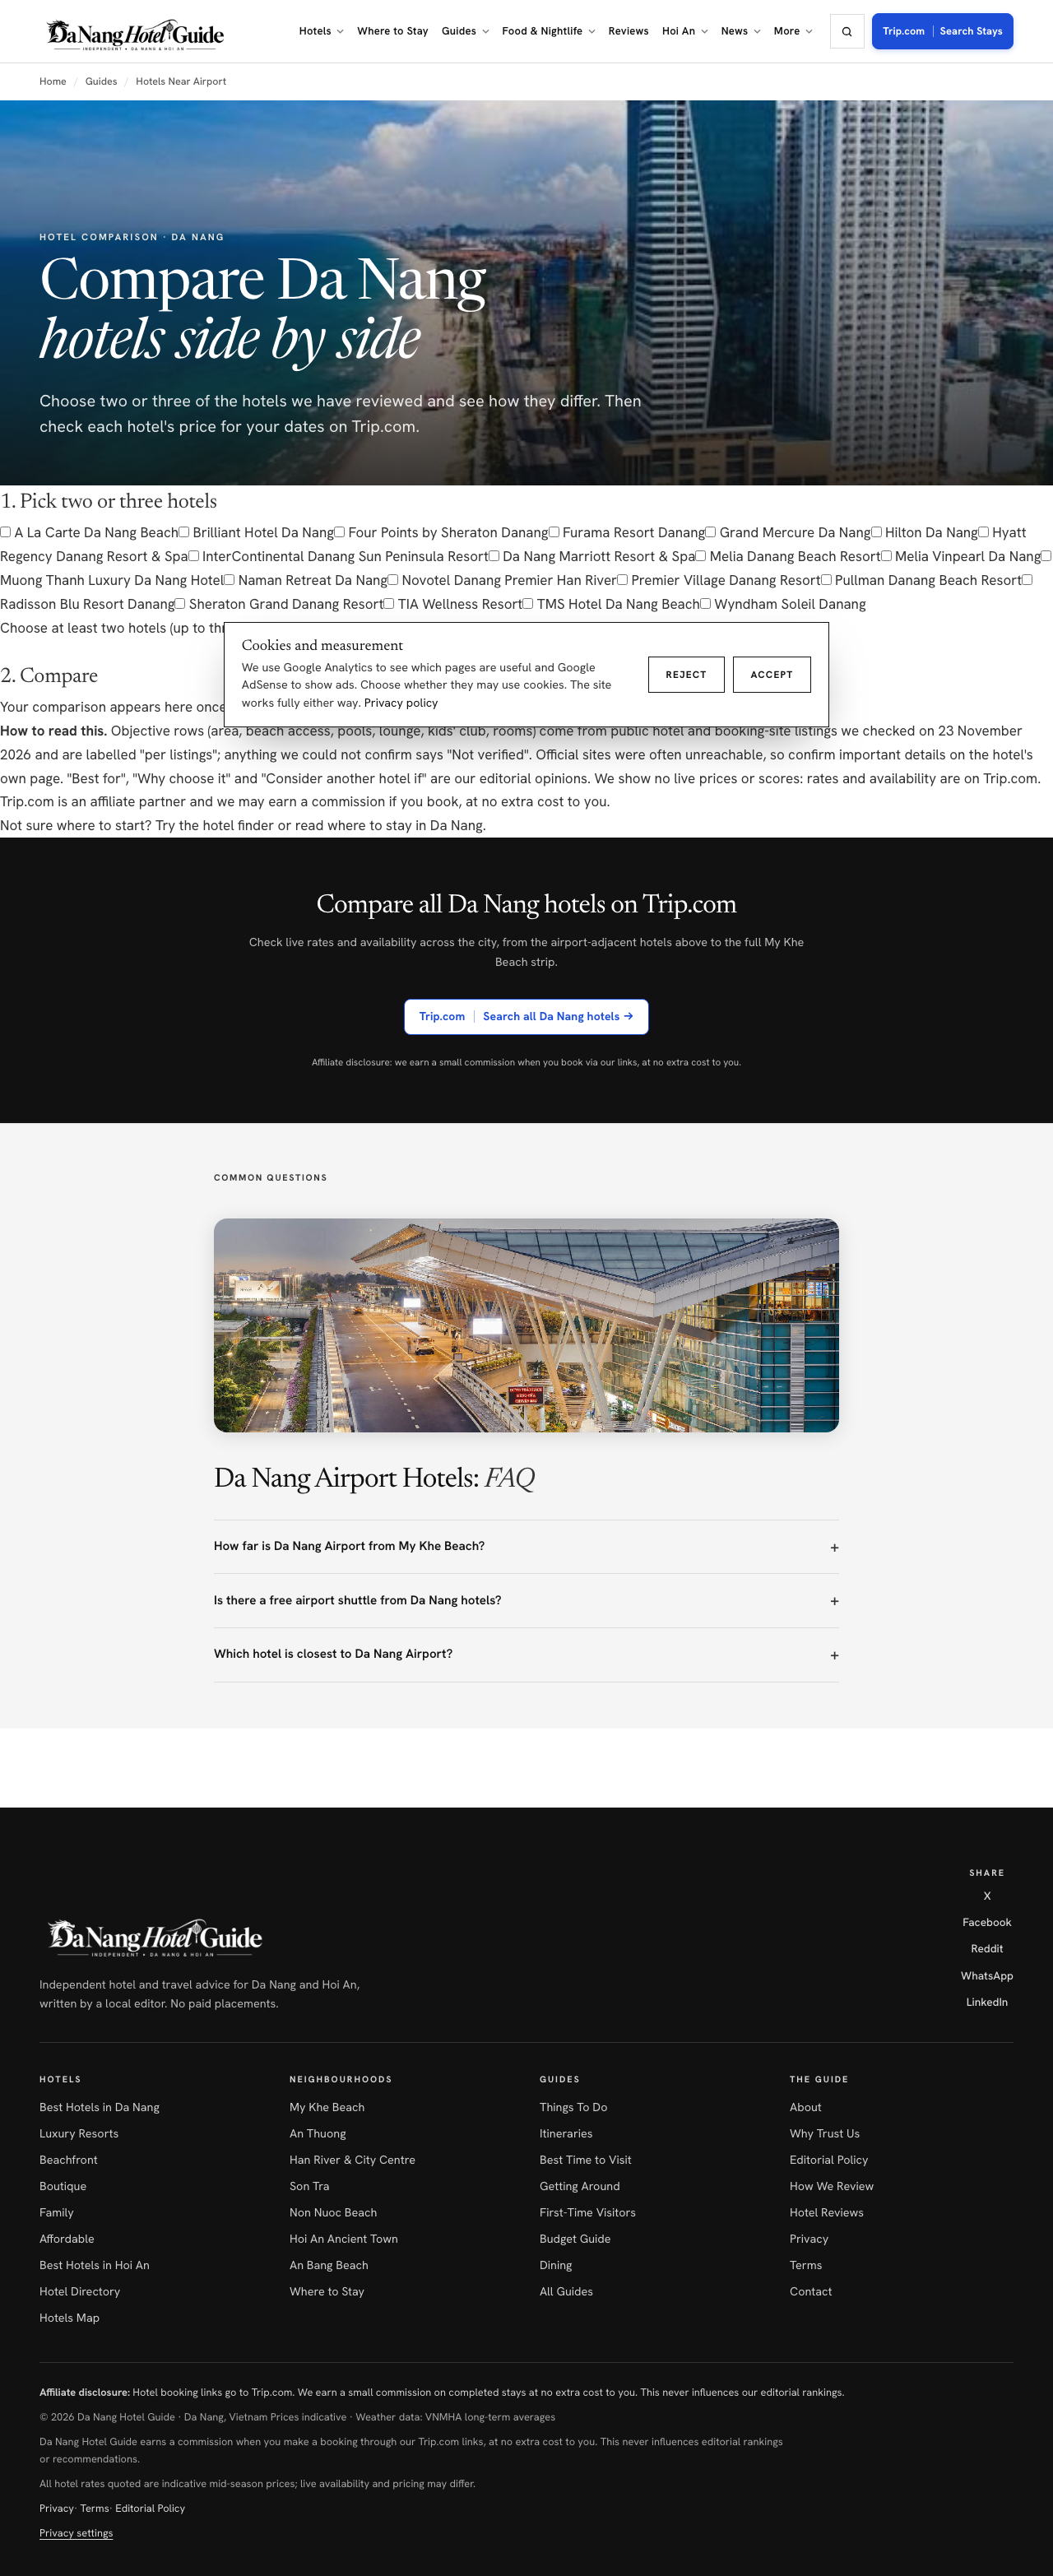 Da Nang Hotel Guide
INDEPENDENT • DA NANG & HOI AN
Hotels
Where to Stay
Guides
Food & Nightlife
Reviews
Hoi An
News
More
Trip.com | Search Stays
Home / Guides / Hotels Near Airport
HOTEL COMPARISON · DA NANG
Compare Da Nang
hotels side by side
Choose two or three of the hotels we have reviewed and see how they differ. Then
check each hotel's price for your dates on Trip.com.
1. Pick two or three hotels
A La Carte Da Nang Beach Brilliant Hotel Da Nang Four Points by Sheraton Danang Furama Resort Danang Grand Mercure Da Nang Hilton Da Nang Hyatt
Regency Danang Resort & Spa InterContinental Danang Sun Peninsula Resort Da Nang Marriott Resort & Spa Melia Danang Beach Resort Melia Vinpearl Da Nang
Muong Thanh Luxury Da Nang Hotel Naman Retreat Da Nang Novotel Danang Premier Han River Premier Village Danang Resort Pullman Danang Beach Resort
Radisson Blu Resort Danang Sheraton Grand Danang Resort TIA Wellness Resort TMS Hotel Da Nang Beach Wyndham Soleil Danang
Choose at least two hotels (up to
Cookies and measurement
We use Google Analytics to see which pages are useful and Google
AdSense to show ads. Choose whether they may use cookies. The site
works fully either way. Privacy policy
REJECT
ACCEPT
2. Compare
Your comparison appears here once
How to read this. Objective rows (area, beach access, pools, lounge, kids' club, rooms) come from public hotel and booking-site listings we checked on 23 November
2026 and are labelled "per listings"; anything we could not confirm says "Not verified". Official sites were often unreachable, so confirm important details on the hotel's
own page. "Best for", "Why choose it" and "Consider another hotel if" are our editorial opinions. We show no live prices or scores: rates and availability are on Trip.com.
Trip.com is an affiliate partner and we may earn a commission if you book, at no extra cost to you.
Not sure where to start? Try the hotel finder or read where to stay in Da Nang.
Compare all Da Nang hotels on Trip.com
Check live rates and availability across the city, from the airport-adjacent hotels above to the full My Khe
Beach strip.
Trip.com | Search all Da Nang hotels →
Affiliate disclosure: we earn a small commission when you book via our links, at no extra cost to you.
COMMON QUESTIONS
Da Nang Airport Hotels: FAQ
How far is Da Nang Airport from My Khe Beach? +
Is there a free airport shuttle from Da Nang hotels? +
Which hotel is closest to Da Nang Airport? +
SHARE
X
Facebook
Reddit
WhatsApp
LinkedIn
Da Nang Hotel Guide
INDEPENDENT • DA NANG & HOI AN
Independent hotel and travel advice for Da Nang and Hoi An,
written by a local editor. No paid placements.
HOTELS
Best Hotels in Da Nang
Luxury Resorts
Beachfront
Boutique
Family
Affordable
Best Hotels in Hoi An
Hotel Directory
Hotels Map
NEIGHBOURHOODS
My Khe Beach
An Thuong
Han River & City Centre
Son Tra
Non Nuoc Beach
Hoi An Ancient Town
An Bang Beach
Where to Stay
GUIDES
Things To Do
Itineraries
Best Time to Visit
Getting Around
First-Time Visitors
Budget Guide
Dining
All Guides
THE GUIDE
About
Why Trust Us
Editorial Policy
How We Review
Hotel Reviews
Privacy
Terms
Contact
Affiliate disclosure: Hotel booking links go to Trip.com. We earn a small commission on completed stays at no extra cost to you. This never influences our editorial rankings.
© 2026 Da Nang Hotel Guide · Da Nang, Vietnam Prices indicative · Weather data: VNMHA long-term averages
Da Nang Hotel Guide earns a commission when you make a booking through our Trip.com links, at no extra cost to you. This never influences editorial rankings
or recommendations.
All hotel rates quoted are indicative mid-season prices; live availability and pricing may differ.
Privacy· Terms· Editorial Policy
Privacy settings